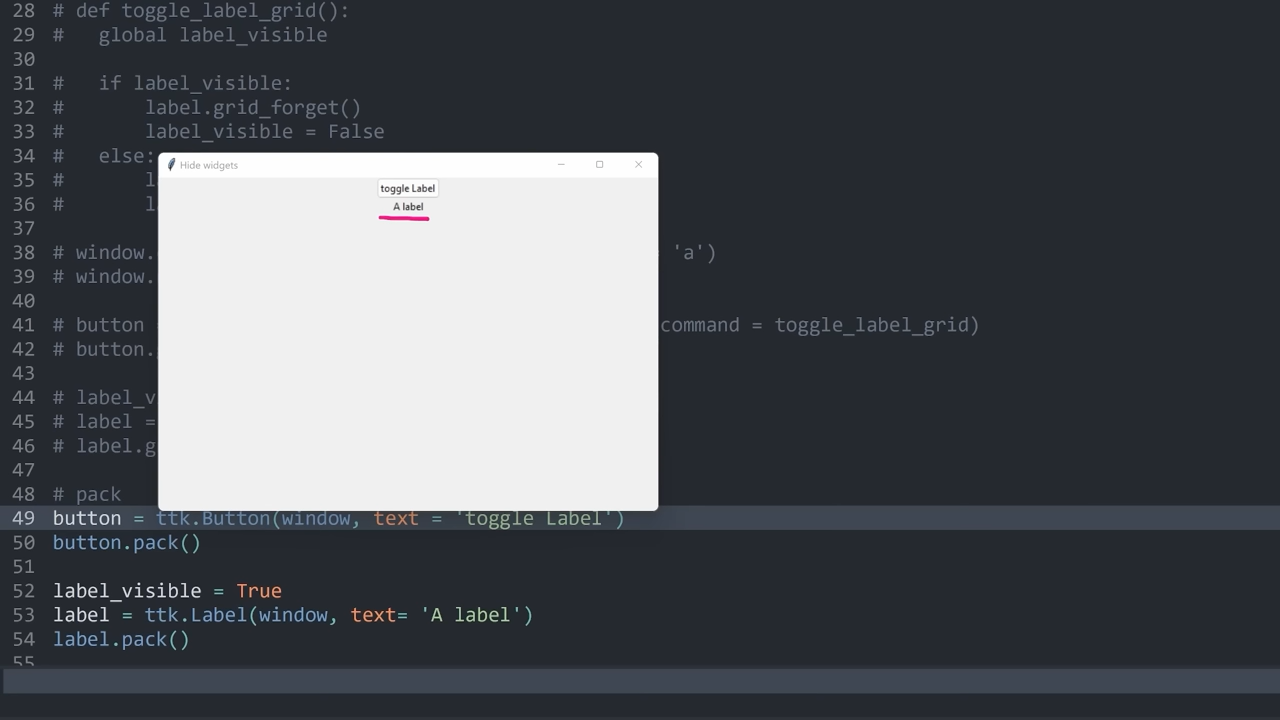 28 # def toggle_label_grid():
29 #   global label_visible
30
31 #   if label_visible:
32 #       label.grid_forget()
33 #       label_visible = False
34 #   else:
35 #       l
36 #       l
37
38 # window. 'a')
39 # window.
40
41 # button command = toggle_label_grid)
42 # button.
43
44 # label_v
45 # label =
46 # label.g
47
48 # pack
49 button = ttk.Button(window, text = 'toggle Label')
50 button.pack()
51
52 label_visible = True
53 label = ttk.Label(window, text= 'A label')
54 label.pack()
55
Hide widgets
toggle Label
A label